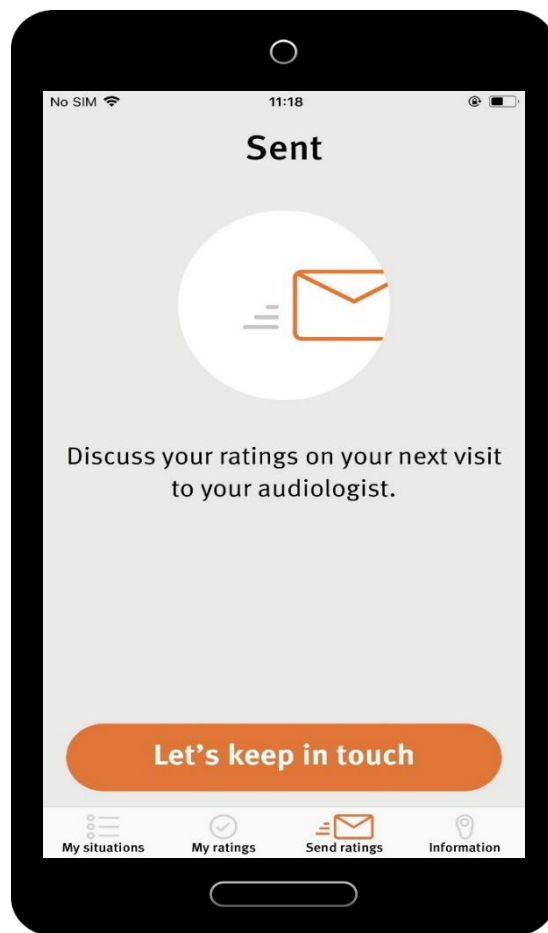 No SIM 11:18
Sent
Discuss your ratings on your next visit
to your audiologist.
Let's keep in touch
My situations My ratings Send ratings Information